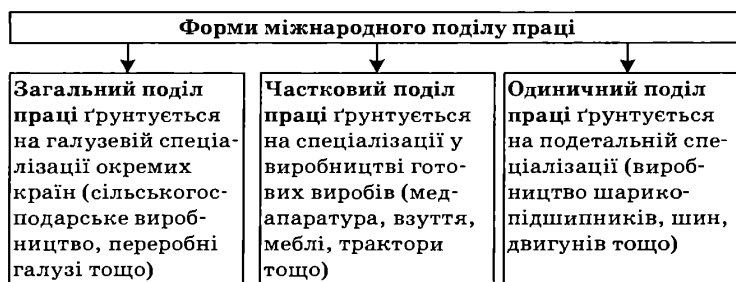 Форми міжнародного поділу праці
Загальний поділ
праці ґрунтується
на галузевій спеціа-
лізації окремих
країн (сільськогос-
подарське вироб-
ництво, переробні
галузі тощо)
Частковий поділ
праці ґрунтується
на спеціалізації у
виробництві гото-
вих виробів (мед-
апаратура, взуття,
меблі, трактори
тощо)
Одиничний поділ
праці ґрунтується
на подетальній спе-
ціалізації (вироб-
ництво шарико-
підшипників, шин,
двигунів тощо)